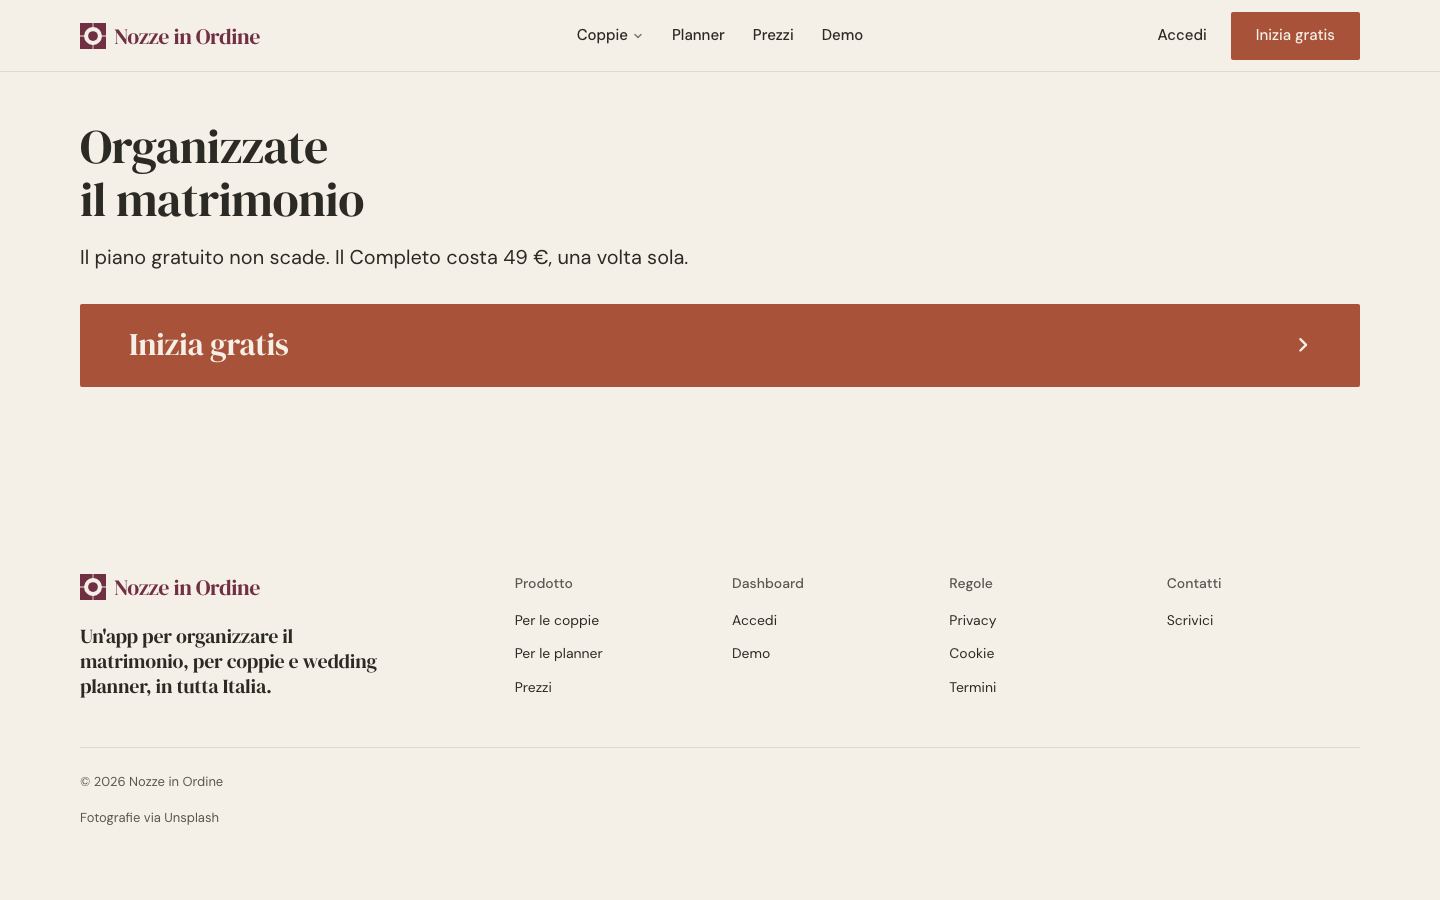 Nozze in Ordine
Coppie
Planner
Prezzi
Demo
Accedi
Inizia gratis
Organizzate
il matrimonio
Il piano gratuito non scade. Il Completo costa 49 €, una volta sola.
Inizia gratis
Nozze in Ordine
Un'app per organizzare il
matrimonio, per coppie e wedding
planner, in tutta Italia.
Prodotto
Per le coppie
Per le planner
Prezzi
Dashboard
Accedi
Demo
Regole
Privacy
Cookie
Termini
Contatti
Scrivici
© 2026 Nozze in Ordine
Fotografie via Unsplash